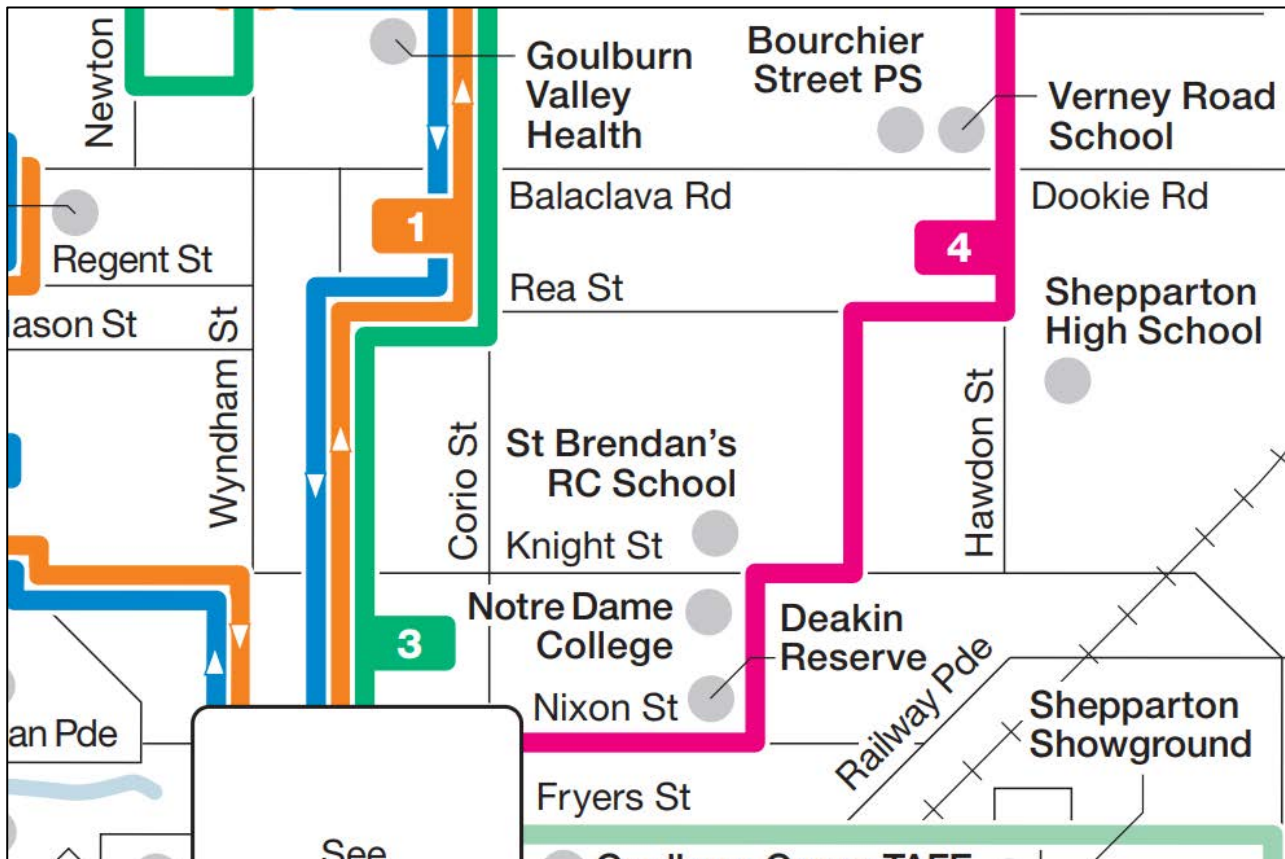 Newton
Goulburn
Valley
Health
Bourchier
Street PS
Verney Road
School
Balaclava Rd
Dookie Rd
1
4
Regent St
Rea St
Shepparton
High School
ason St
Wyndham St
Corio St
Hawdon St
St Brendan's
RC School
Knight St
Notre Dame
College
Deakin
Reserve
3
Nixon St
Railway Pde
Shepparton
Showground
an Pde
Fryers St
See
TAFE